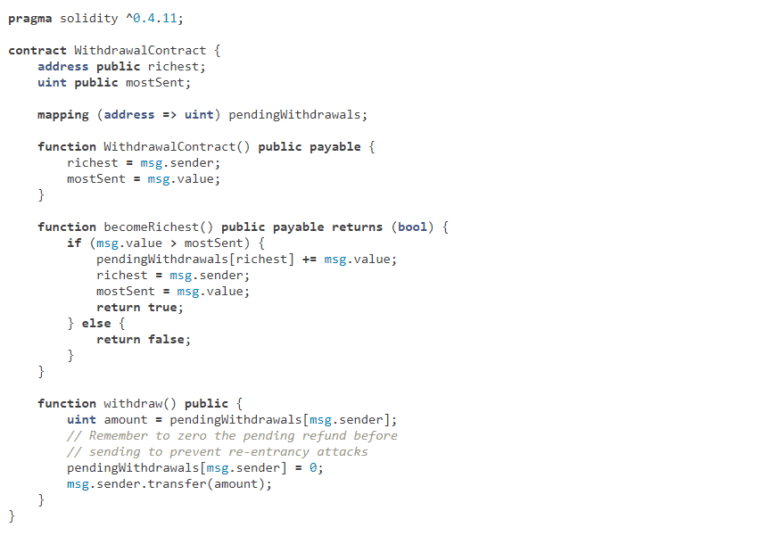 pragma solidity ^0.4.11;

contract WithdrawalContract {
    address public richest;
    uint public mostSent;

    mapping (address => uint) pendingWithdrawals;

    function WithdrawalContract() public payable {
        richest = msg.sender;
        mostSent = msg.value;
    }

    function becomeRichest() public payable returns (bool) {
        if (msg.value > mostSent) {
            pendingWithdrawals[richest] += msg.value;
            richest = msg.sender;
            mostSent = msg.value;
            return true;
        } else {
            return false;
        }
    }

    function withdraw() public {
        uint amount = pendingWithdrawals[msg.sender];
        // Remember to zero the pending refund before
        // sending to prevent re-entrancy attacks
        pendingWithdrawals[msg.sender] = 0;
        msg.sender.transfer(amount);
    }
}